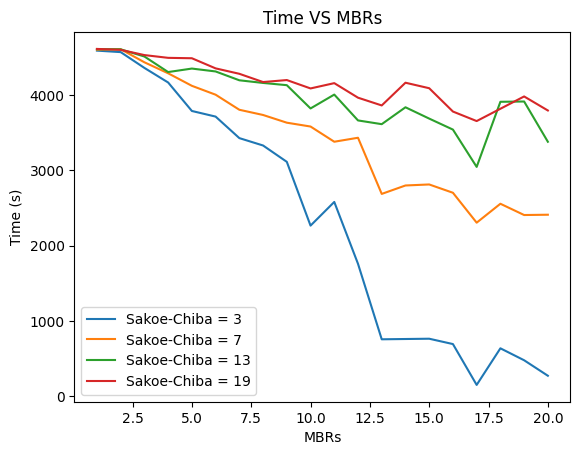 Time VS MBRs
Time (s)
4000
3000
2000
1000
0
Sakoe-Chiba = 3
Sakoe-Chiba = 7
Sakoe-Chiba = 13
Sakoe-Chiba = 19
2.5 5.0 7.5 10.0 12.5 15.0 17.5 20.0
MBRs